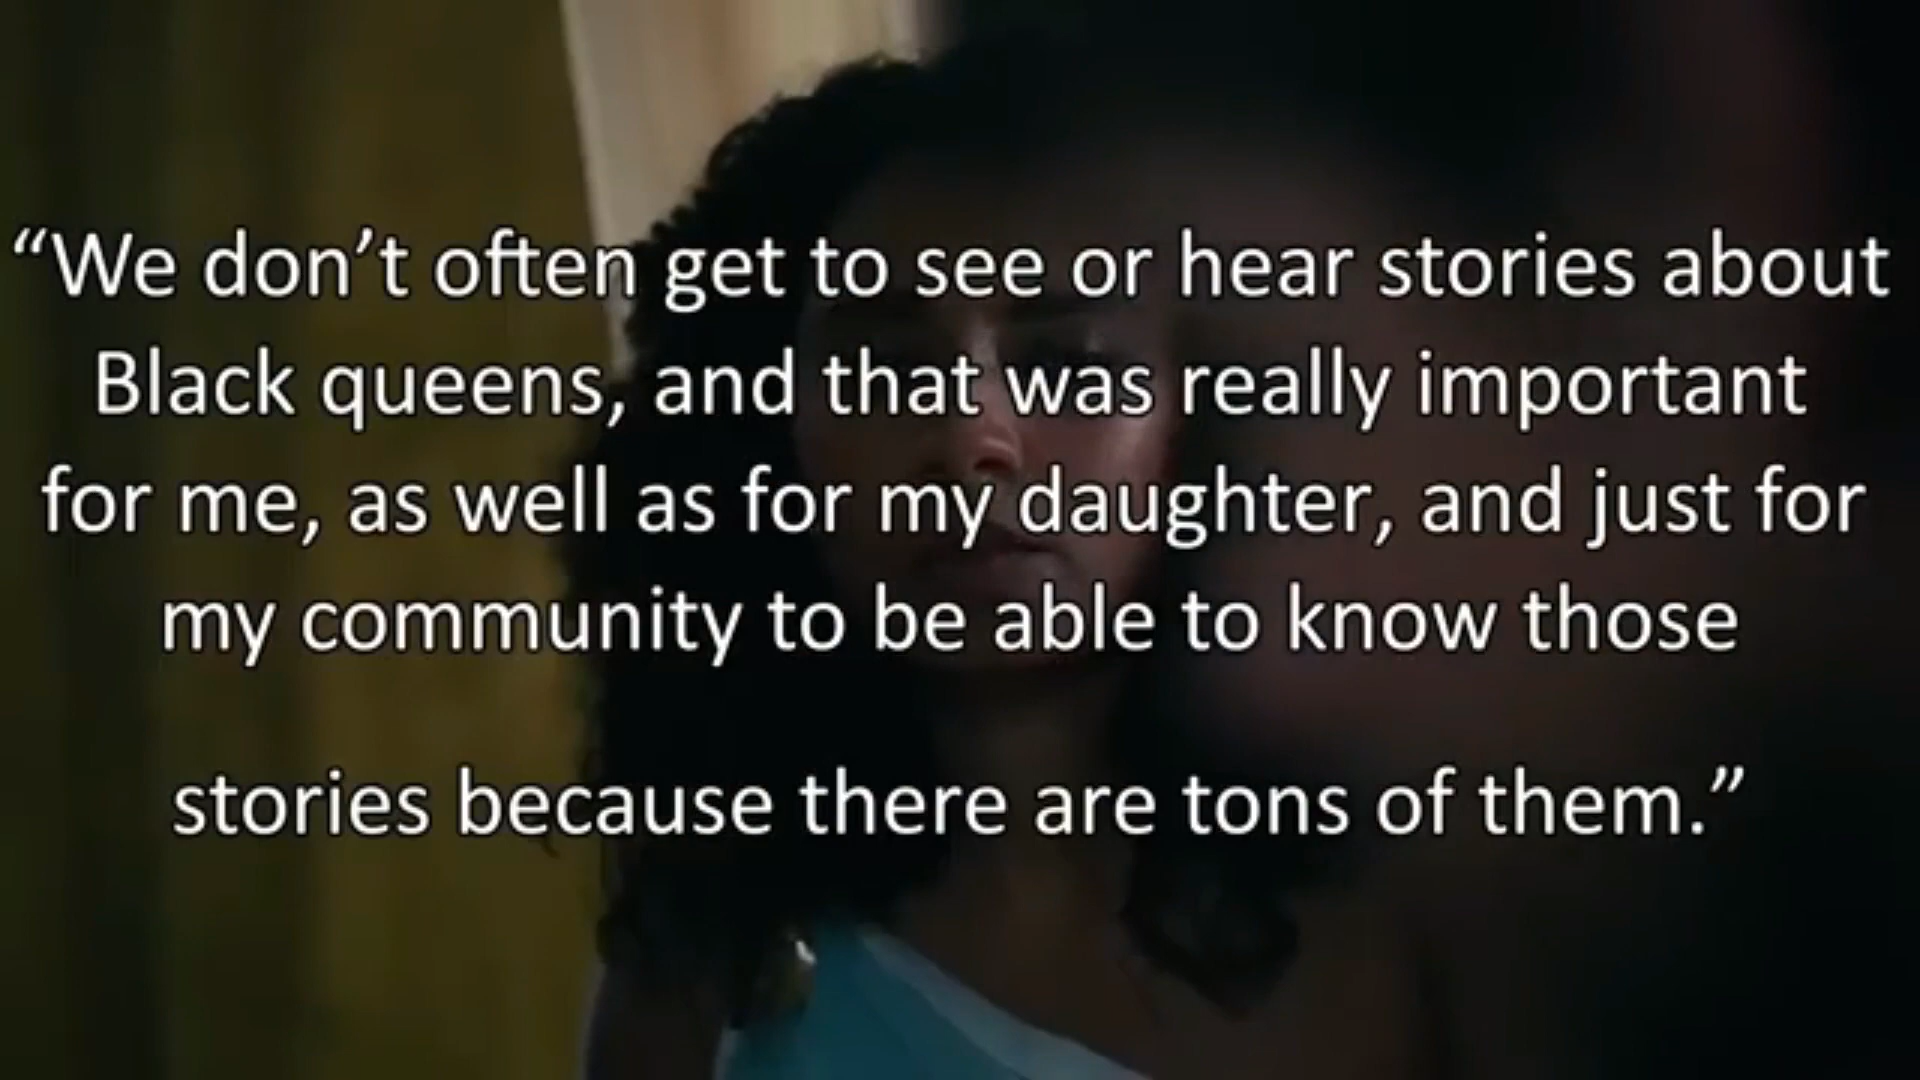 “We don’t often get to see or hear stories about
Black queens, and that was really important
for me, as well as for my daughter, and just for
my community to be able to know those
stories because there are tons of them.”